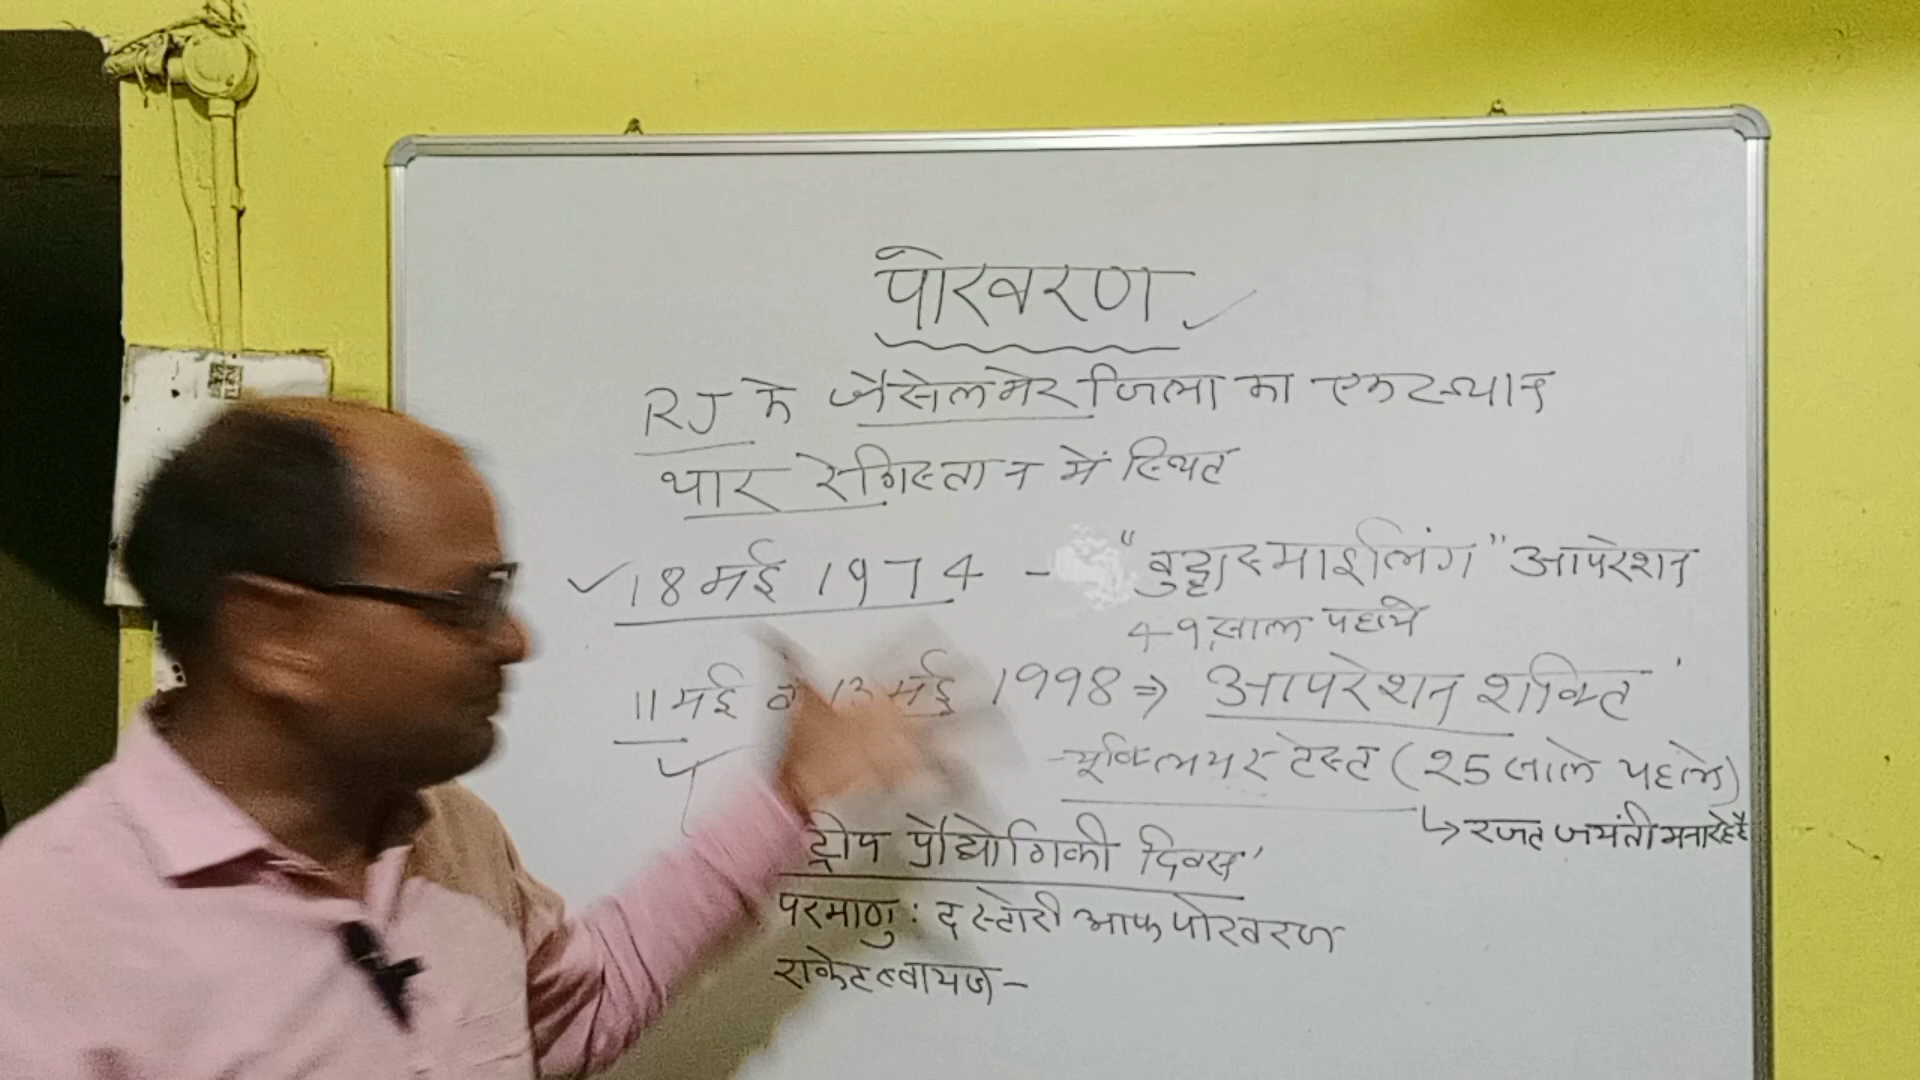 पोखरण
RJ के जैसेलमेर जिला का एक स्थान
थार रेगिस्तान में स्थित
18 मई 1974 - "बुद्धा स्माइलिंग" आपरेशन
49 साल पहले
11 मई व 13 मई 1998 ⇒ आपरेशन शक्ति
न्यूक्लियर टेस्ट (25 साल पहले)
↳ रजत जयंती मना रहे है
ट्रीय प्रौद्योगिकी दिवस'
परमाणु : द स्टोरी आफ पोखरण
राकेट ब्वायज -